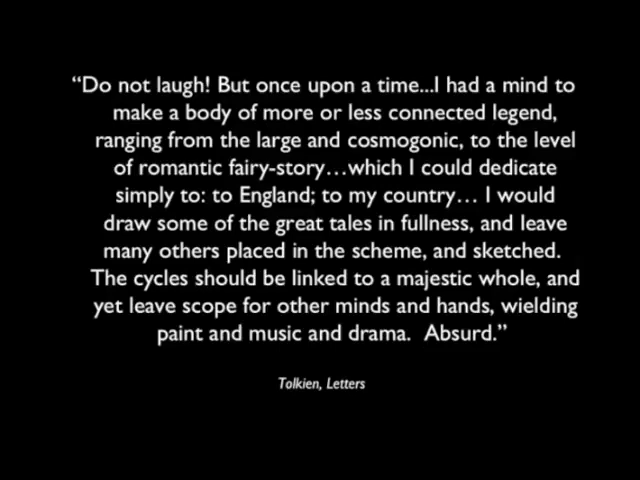 “Do not laugh! But once upon a time...I had a mind to
make a body of more or less connected legend,
ranging from the large and cosmogonic, to the level
of romantic fairy-story…which I could dedicate
simply to: to England; to my country… I would
draw some of the great tales in fullness, and leave
many others placed in the scheme, and sketched.
The cycles should be linked to a majestic whole, and
yet leave scope for other minds and hands, wielding
paint and music and drama.  Absurd.”
Tolkien, Letters